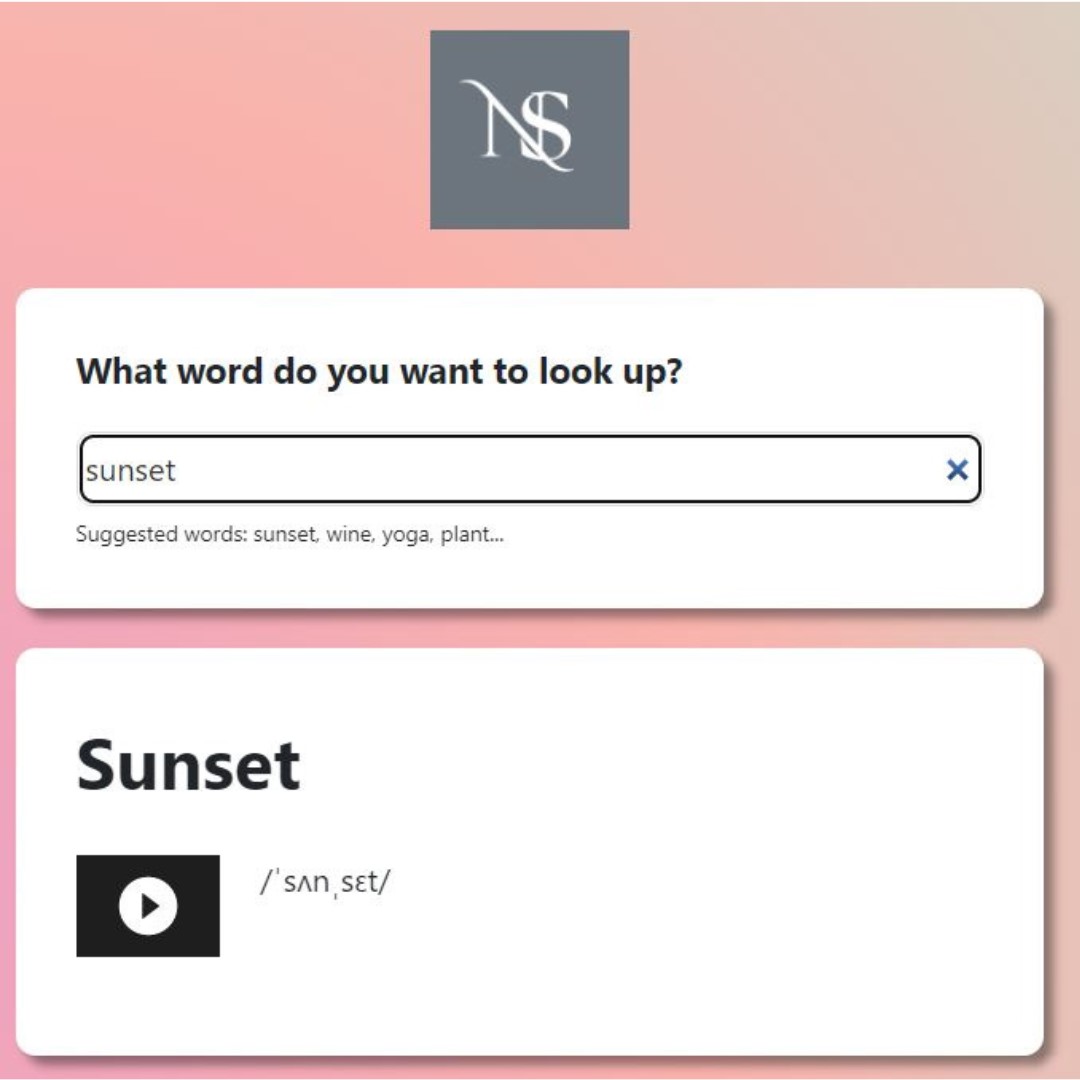 NS
What word do you want to look up?
sunset
Suggested words: sunset, wine, yoga, plant...
Sunset
/ˈsʌnˌsɛt/